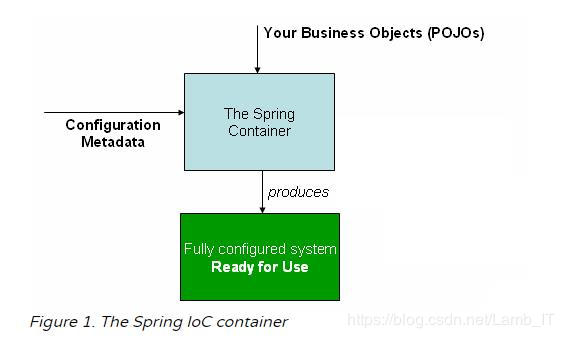 Your Business Objects (POJOs)
The Spring
Container
Configuration
Metadata
produces
Fully configured system
Ready for Use
Figure 1. The Spring IoC container
https://blog.csdn.net/Lamb_IT